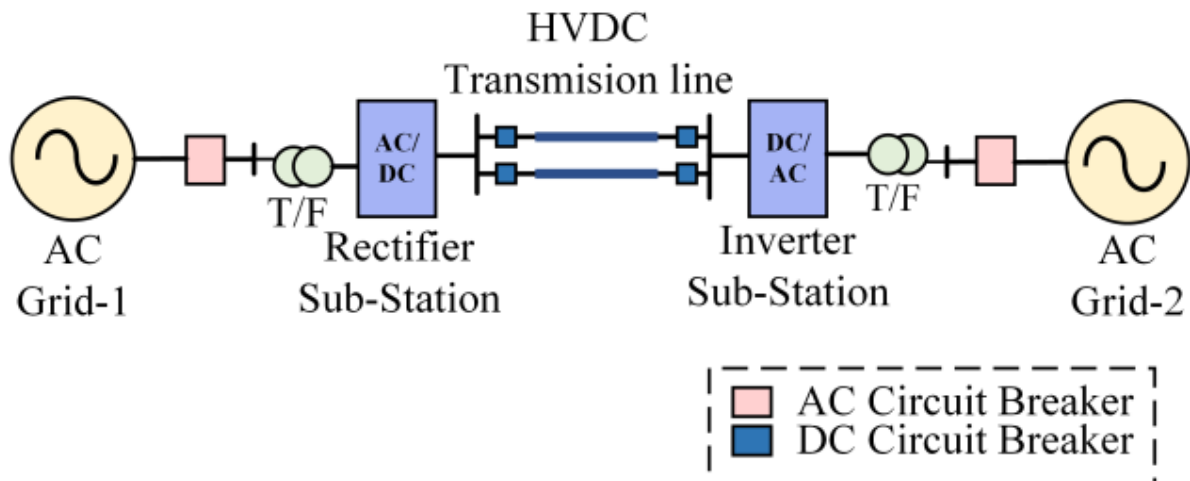 HVDC
Transmision line
AC/
DC
DC/
AC
T/F
T/F
AC
Grid-1
Rectifier
Sub-Station
Inverter
Sub-Station
AC
Grid-2
AC Circuit Breaker
DC Circuit Breaker